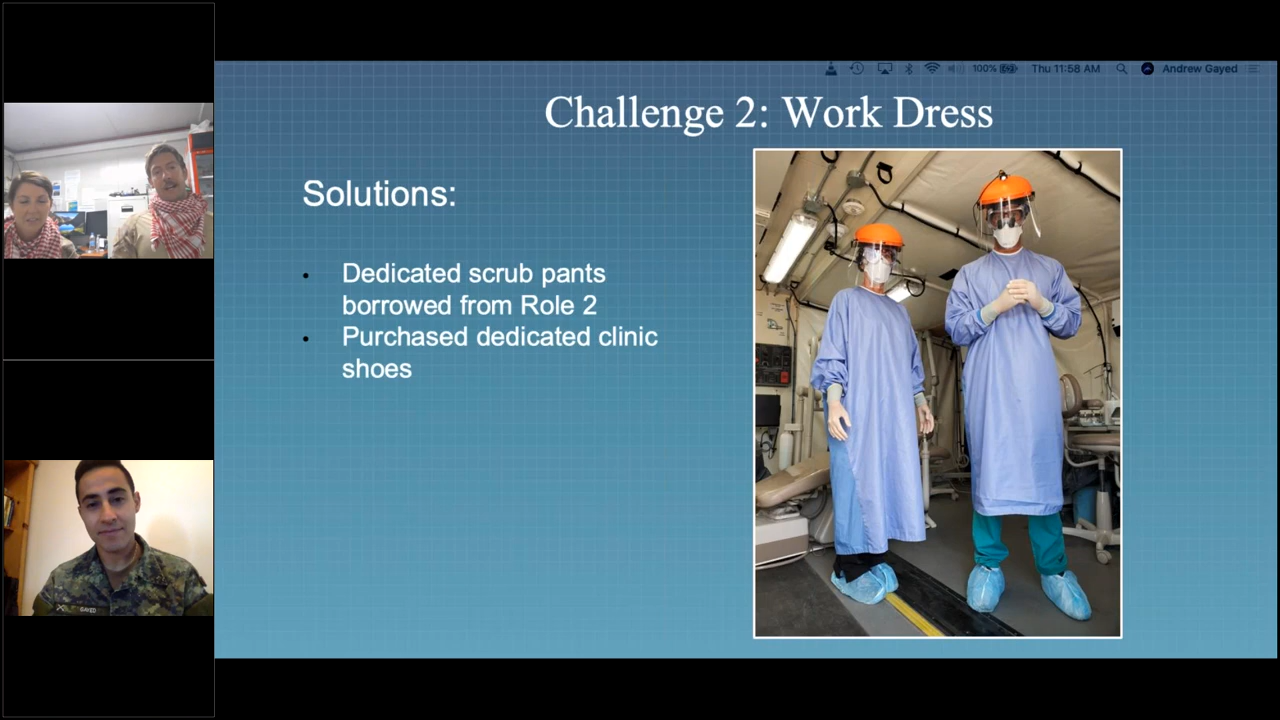 100%
Thu 11:58 AM
Andrew Gayed
Challenge 2: Work Dress
Solutions:
• Dedicated scrub pants
borrowed from Role 2
• Purchased dedicated clinic
shoes
GAYED